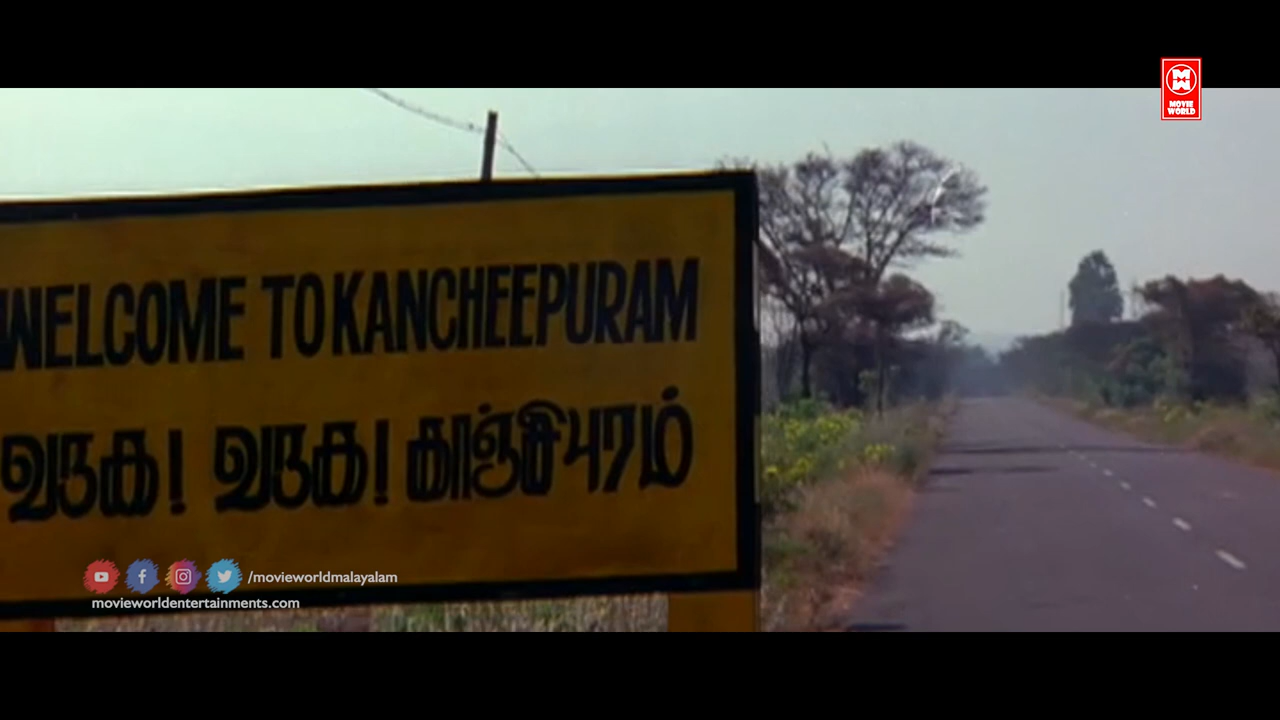 MOVIE
WORLD
WELCOME TO KANCHEEPURAM
வருக! வருக! காஞ்சிபுரம்
/movieworldmalayalam
movieworldentertainments.com